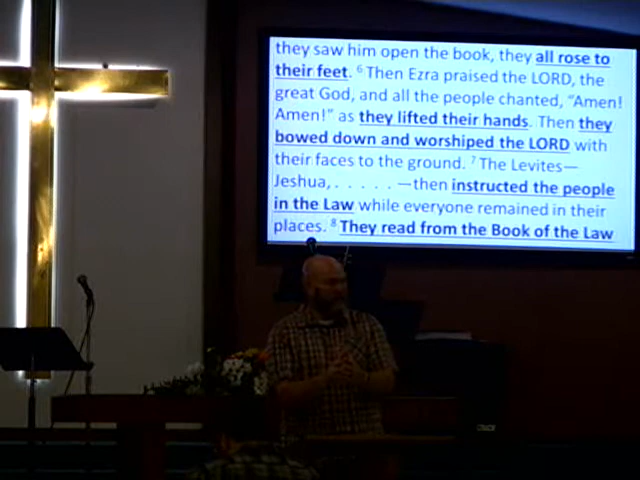 they saw him open the book, they all rose to
their feet. 6 Then Ezra praised the LORD, the
great God, and all the people chanted, “Amen!
Amen!” as they lifted their hands. Then they
bowed down and worshiped the LORD with
their faces to the ground. 7 The Levites—
Jeshua, . . . . . —then instructed the people
in the Law while everyone remained in their
places. 8 They read from the Book of the Law